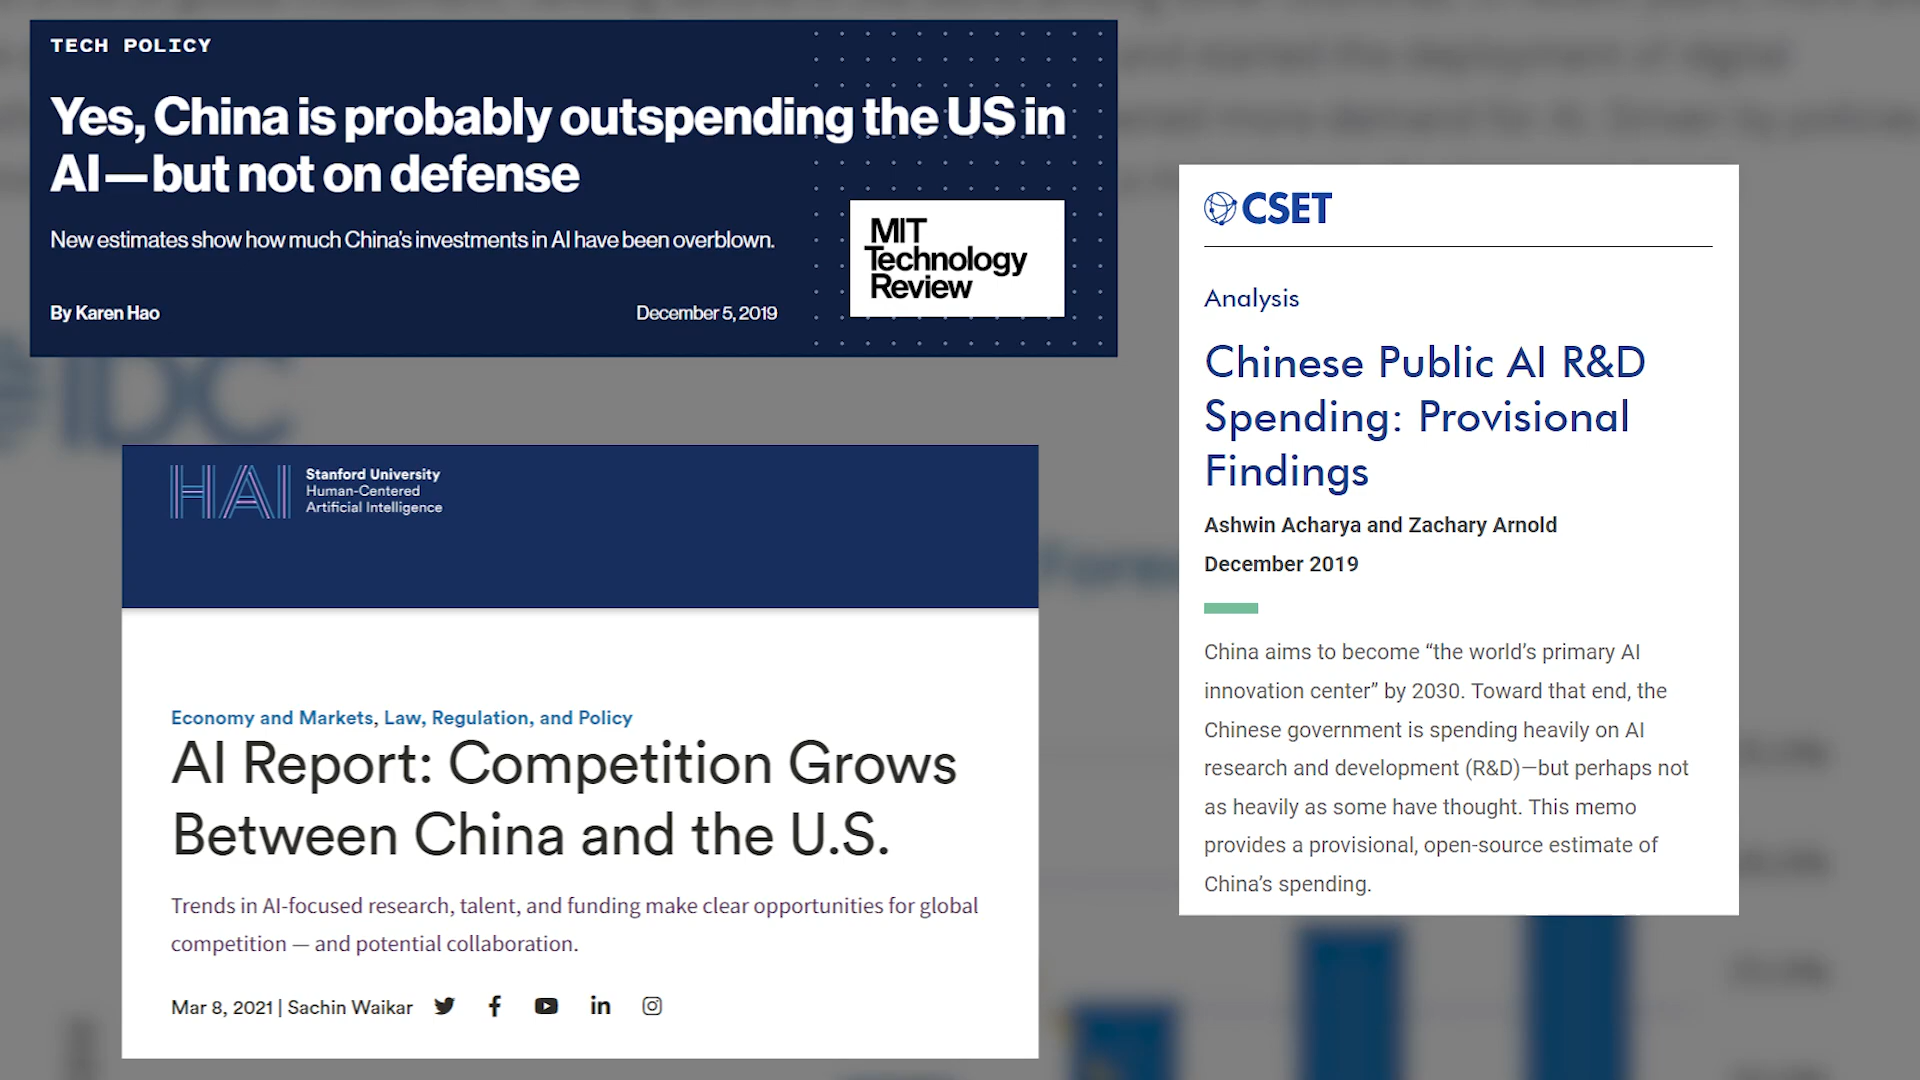 TECH POLICY
Yes, China is probably outspending the US in
AI—but not on defense
New estimates show how much China's investments in AI have been overblown.
By Karen Hao
December 5, 2019
MIT
Technology
Review
HAI
Stanford University
Human-Centered
Artificial Intelligence
Economy and Markets, Law, Regulation, and Policy
AI Report: Competition Grows
Between China and the U.S.
Trends in AI-focused research, talent, and funding make clear opportunities for global
competition — and potential collaboration.
Mar 8, 2021 | Sachin Waikar
CSET
Analysis
Chinese Public AI R&D
Spending: Provisional
Findings
Ashwin Acharya and Zachary Arnold
December 2019
China aims to become “the world’s primary AI
innovation center” by 2030. Toward that end, the
Chinese government is spending heavily on AI
research and development (R&D)—but perhaps not
as heavily as some have thought. This memo
provides a provisional, open-source estimate of
China’s spending.
IDC